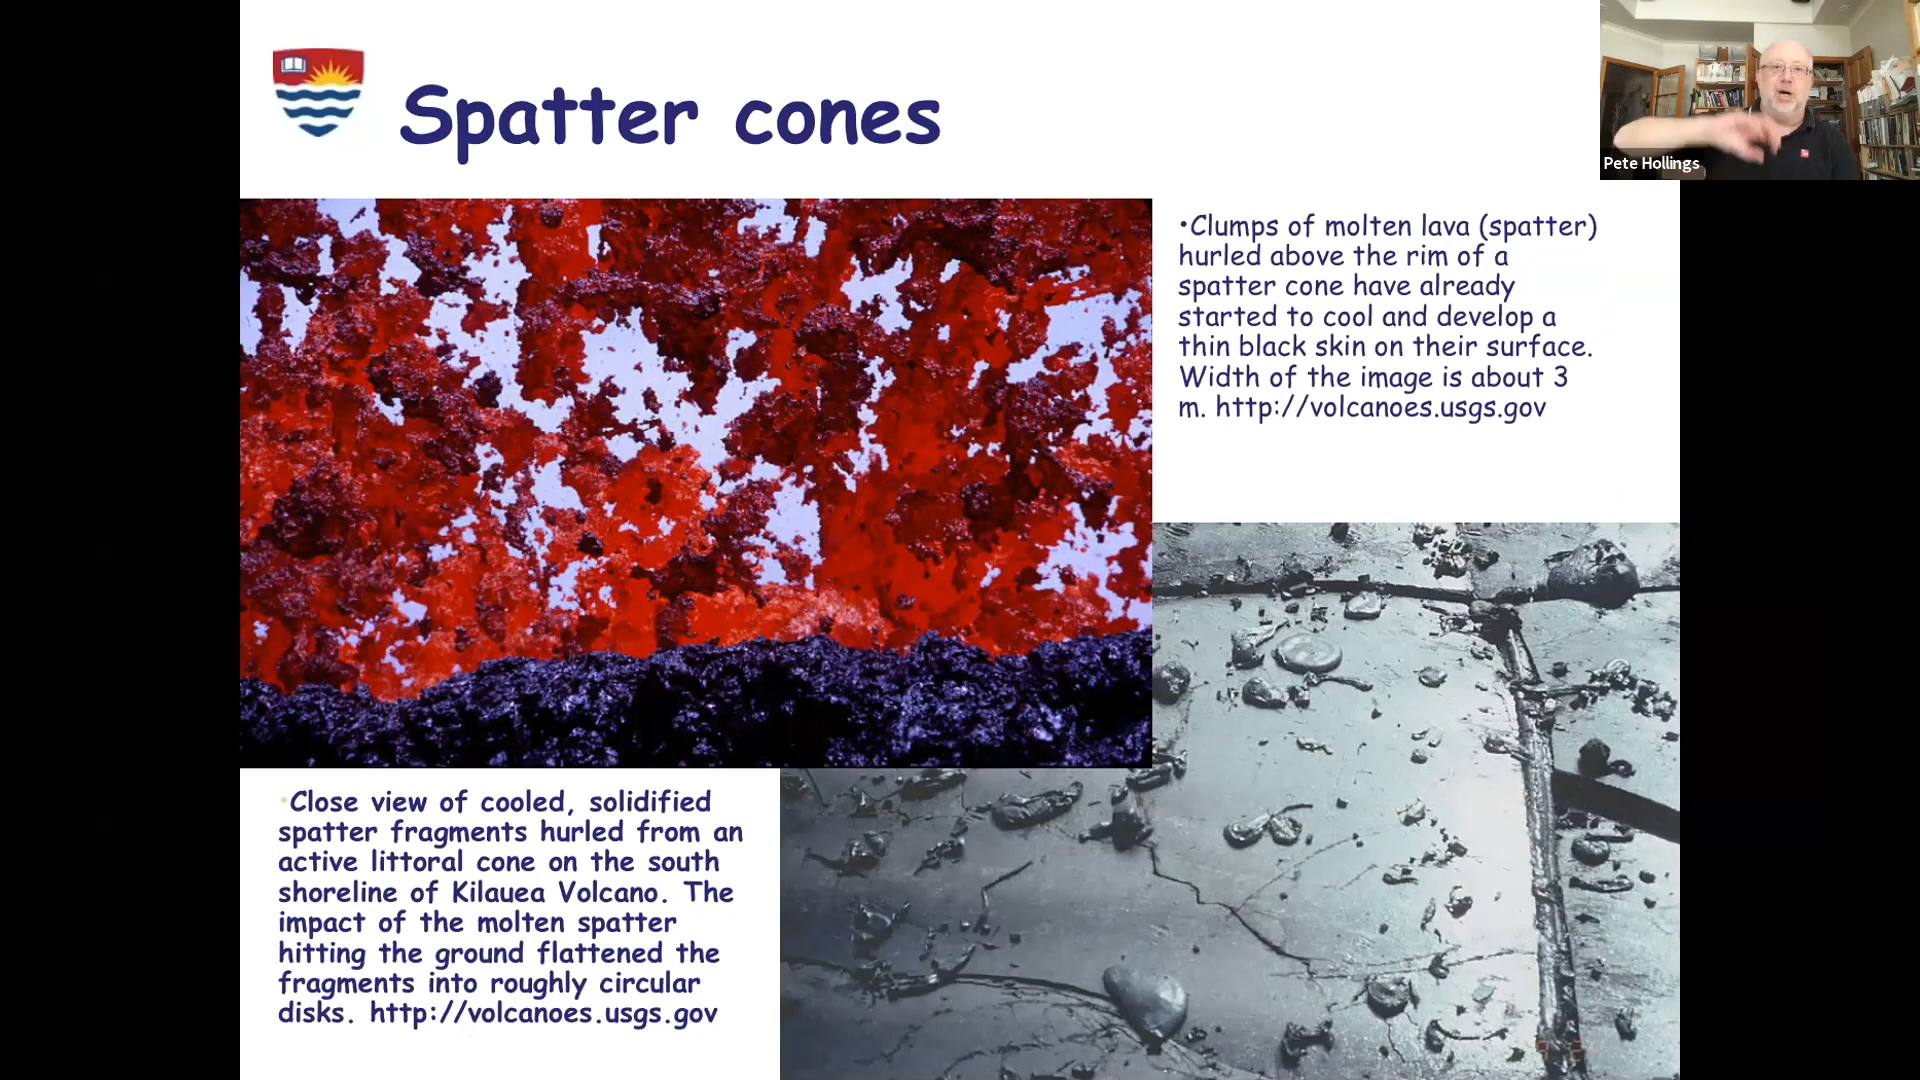 Spatter cones
Pete Hollings
•Clumps of molten lava (spatter)
hurled above the rim of a
spatter cone have already
started to cool and develop a
thin black skin on their surface.
Width of the image is about 3
m. http://volcanoes.usgs.gov
•Close view of cooled, solidified
spatter fragments hurled from an
active littoral cone on the south
shoreline of Kilauea Volcano. The
impact of the molten spatter
hitting the ground flattened the
fragments into roughly circular
disks. http://volcanoes.usgs.gov